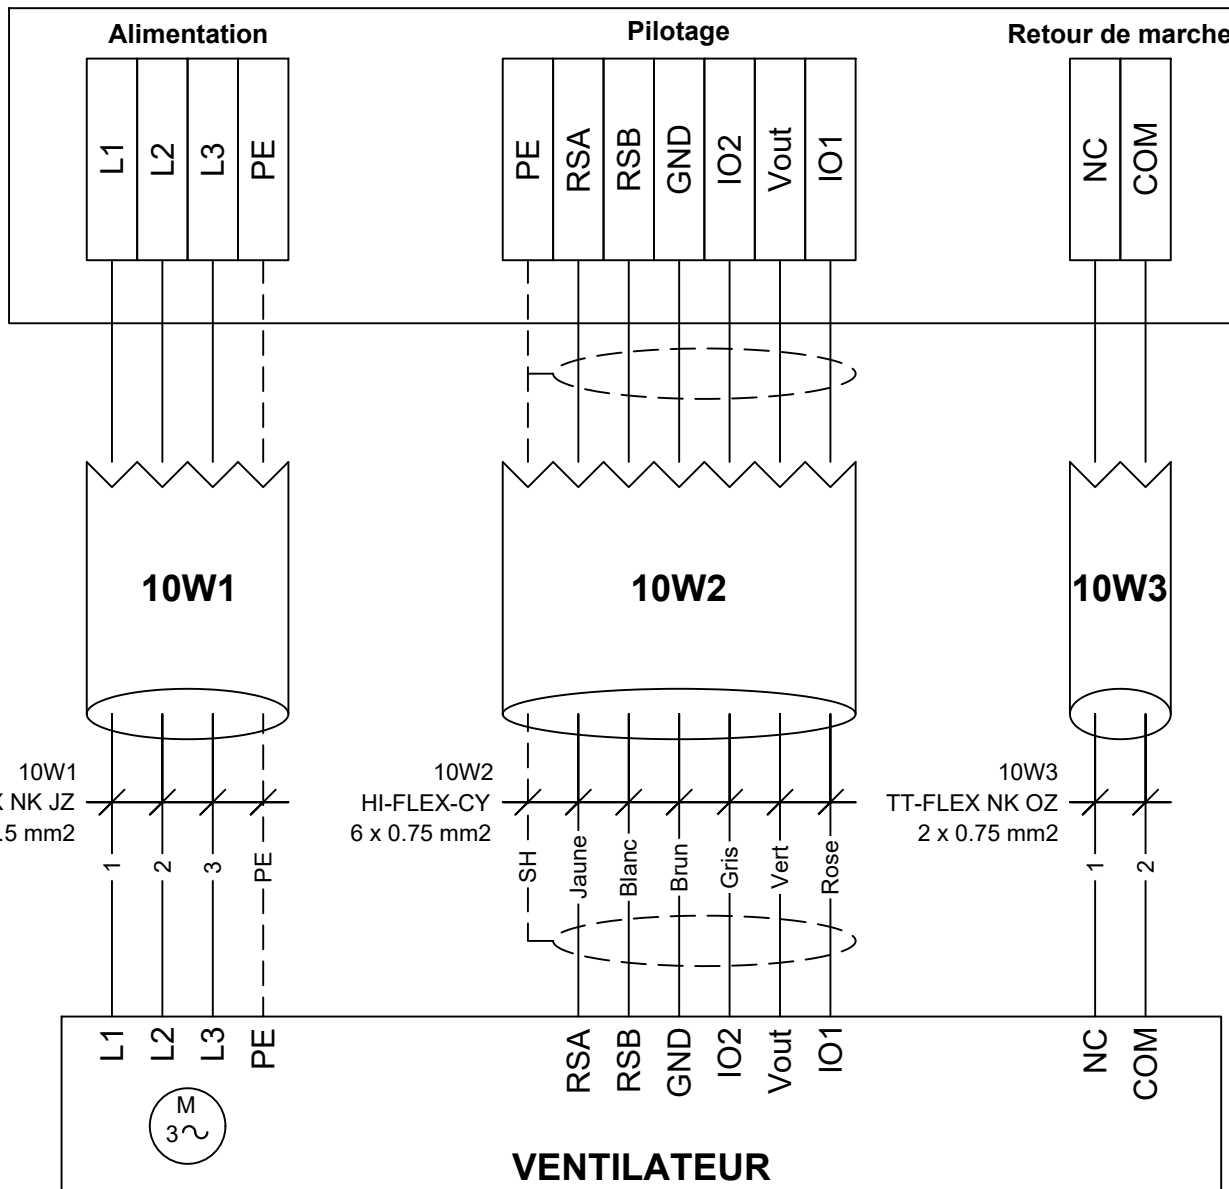 Alimentation
Pilotage
Retour de marche
L1 L2 L3 PE
PE RSA RSB GND IO2 Vout IO1
NC COM
10W1
10W2
10W3
10W1
NK JZ
.5 mm2
10W2
HI-FLEX-CY
6 x 0.75 mm2
10W3
TT-FLEX NK OZ
2 x 0.75 mm2
1 2 3 PE
SH Jaune Blanc Brun Gris Vert Rose
1 2
L1 L2 L3 PE
RSA RSB GND IO2 Vout IO1
NC COM
M
3
VENTILATEUR